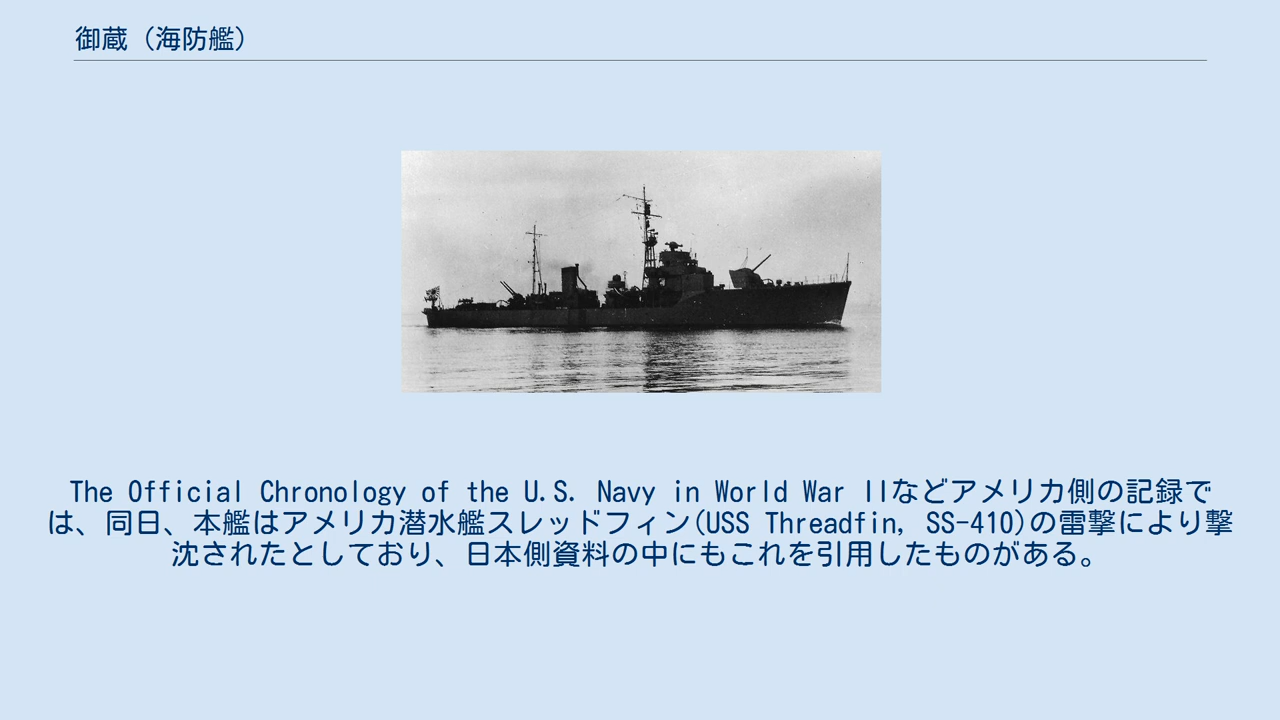 御蔵（海防艦）
The Official Chronology of the U.S. Navy in World War IIなどアメリカ側の記録で
は、同日、本艦はアメリカ潜水艦スレッドフィン(USS Threadfin, SS-410)の雷撃により撃
沈されたとしており、日本側資料の中にもこれを引用したものがある。